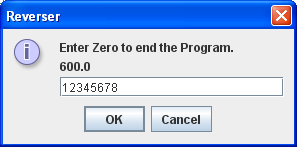 Reverser
Enter Zero to end the Program.
600.0
12345678
OK Cancel